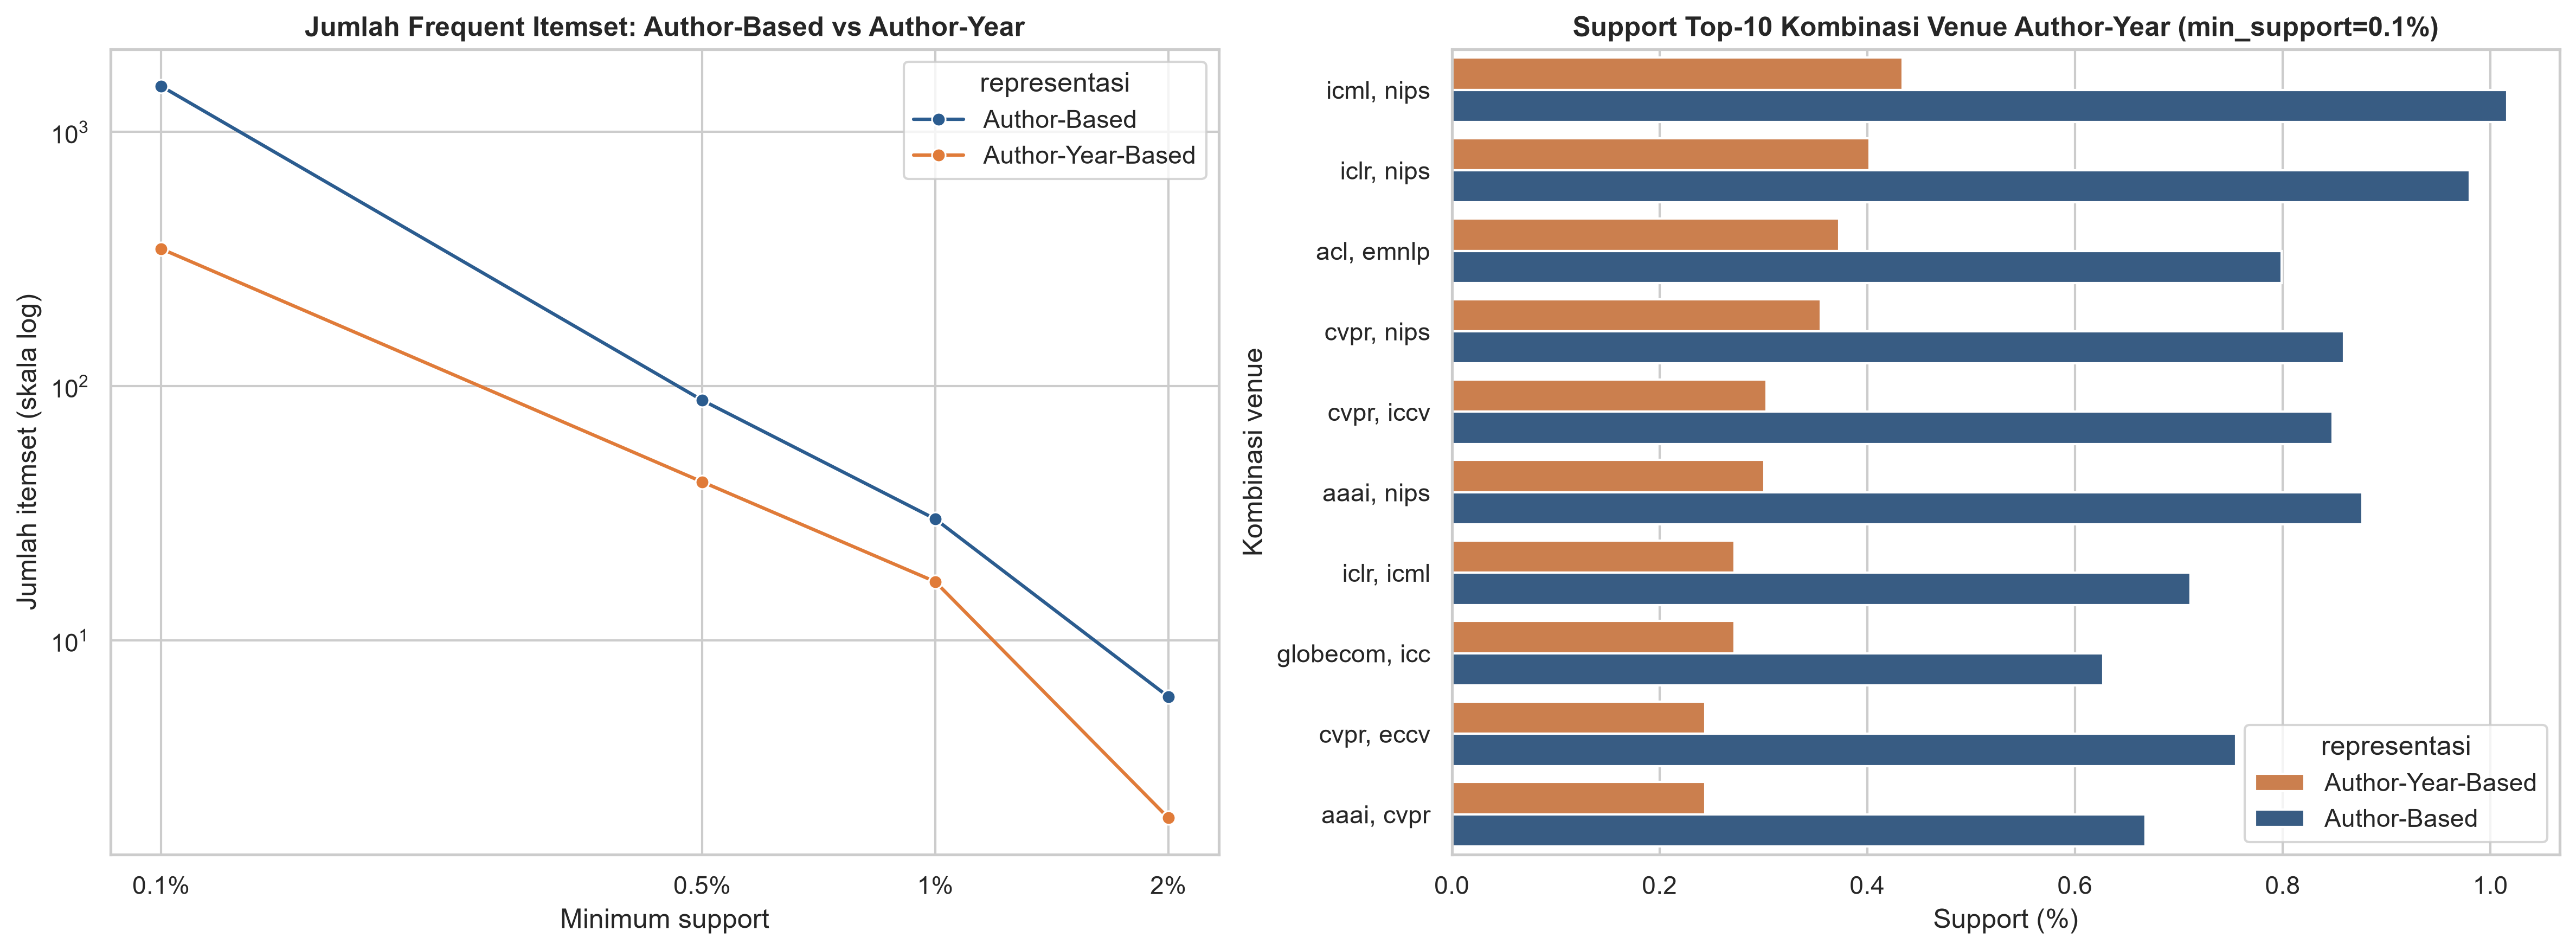 Jumlah Frequent Itemset: Author-Based vs Author-Year
representasi
Author-Based
Author-Year-Based
10³
10²
10¹
Jumlah itemset (skala log)
0.1%
0.5%
1%
2%
Minimum support
Support Top-10 Kombinasi Venue Author-Year (min_support=0.1%)
Kombinasi venue
icml, nips
iclr, nips
acl, emnlp
cvpr, nips
cvpr, iccv
aaai, nips
iclr, icml
globecom, icc
cvpr, eccv
aaai, cvpr
representasi
Author-Year-Based
Author-Based
0.0
0.2
0.4
0.6
0.8
1.0
Support (%)